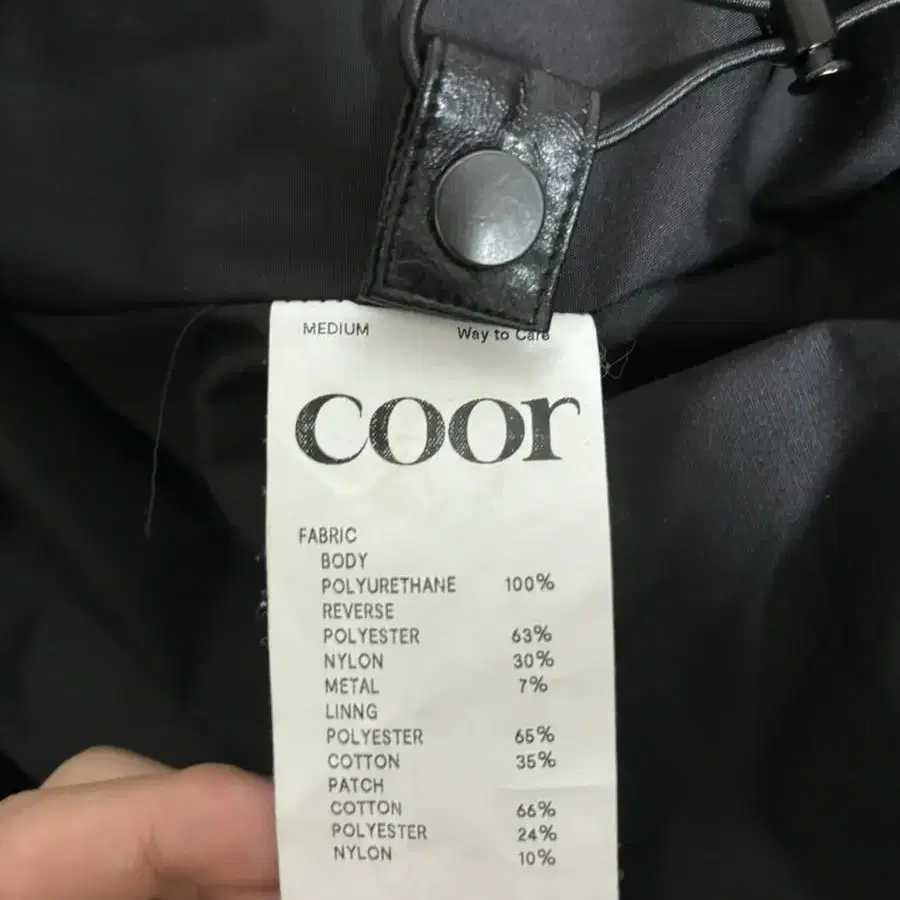 MEDIUM Way to Care
coor
FABRIC
BODY
POLYURETHANE 100%
REVERSE
POLYESTER 63%
NYLON 30%
METAL 7%
LINNG
POLYESTER 65%
COTTON 35%
PATCH
COTTON 66%
POLYESTER 24%
NYLON 10%